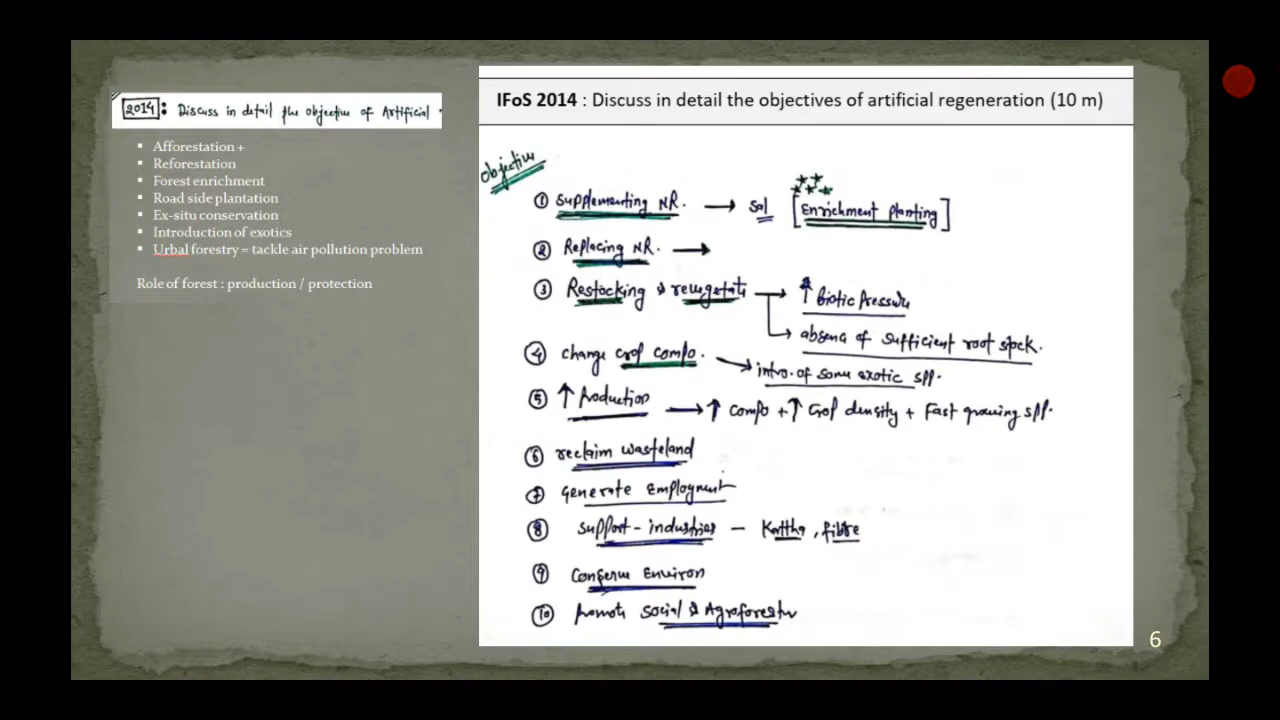 2014: Discuss in detail the objective of Artificial
Afforestation +
Reforestation
Forest enrichment
Road side plantation
Ex-situ conservation
Introduction of exotics
Urbal forestry = tackle air pollution problem
Role of forest : production / protection
IFoS 2014 : Discuss in detail the objectives of artificial regeneration (10 m)
Objective
① Supplementing NR. → Sal [Enrichment planting]
② Replacing NR. →
③ Restocking & → ↑ biotic pressure
→ absence of sufficient root stock.
④ change crop compo. → intro. of some exotic spp.
⑤ ↑ Production → ↑ Compo + ↑ Crop density + Fast growing spp.
⑥ reclaim wasteland
⑦ Generate Employment
⑧ Support - industries - Kattha, fibre
⑨ Conserve Environ
⑩ promote social & Agroforestry
6